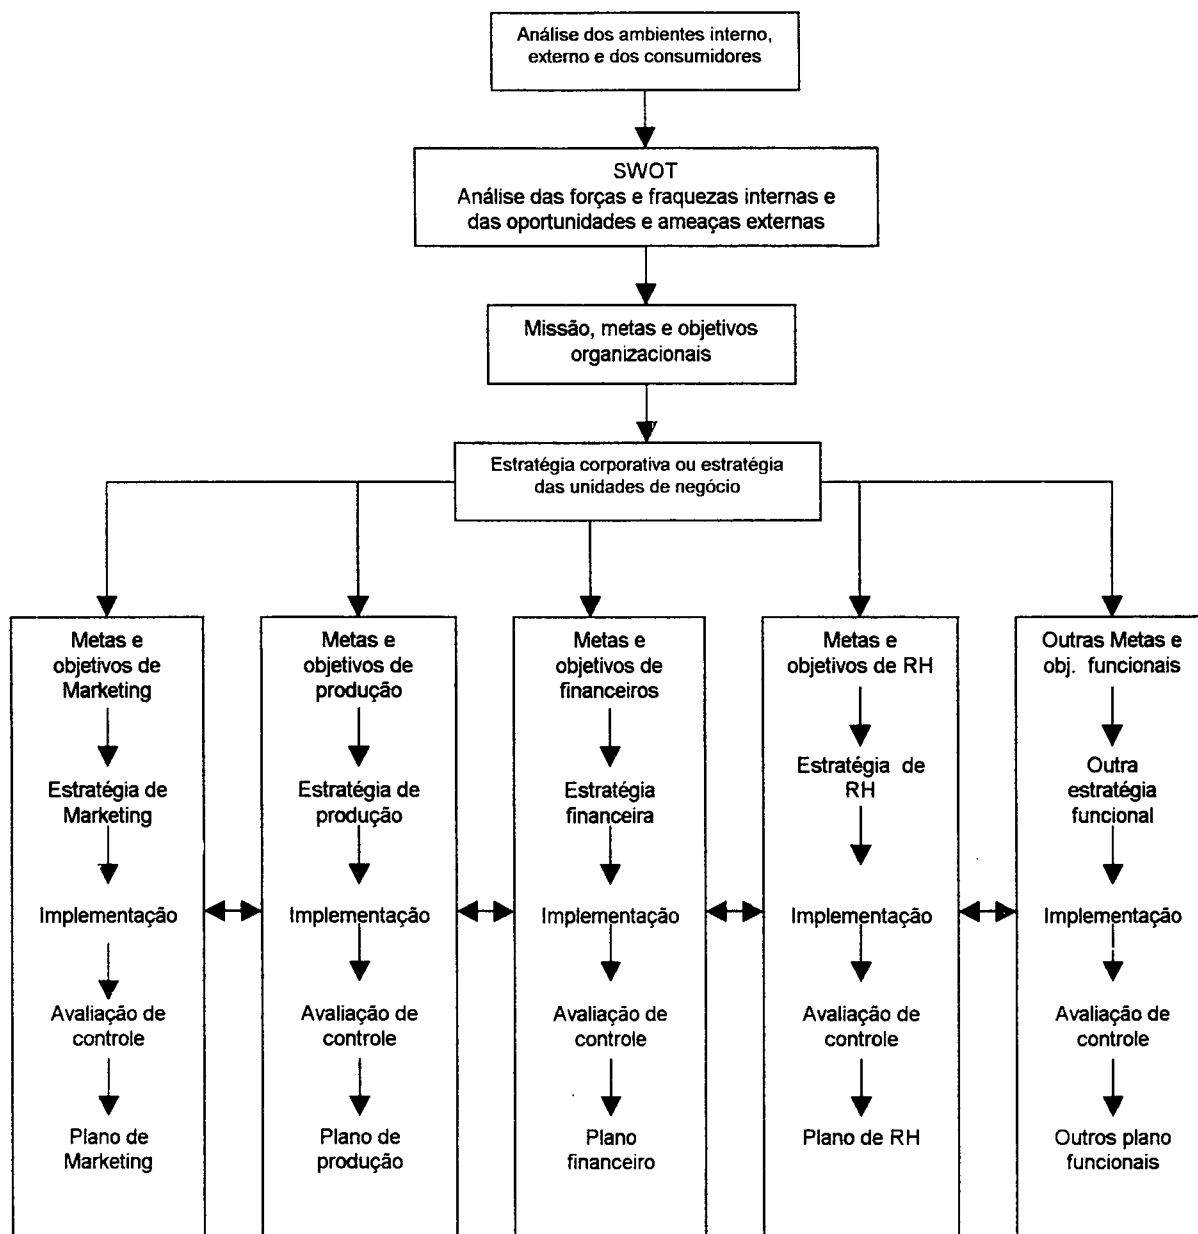 Análise dos ambientes interno,
externo e dos consumidores
SWOT
Análise das forças e fraquezas internas e
das oportunidades e ameaças externas
Missão, metas e objetivos
organizacionais
Estratégia corporativa ou estratégia
das unidades de negócio
Metas e
objetivos de
Marketing
Estratégia de
Marketing
Implementação
Avaliação de
controle
Plano de
Marketing
Metas e
objetivos de
produção
Estratégia de
produção
Implementação
Avaliação de
controle
Plano de
produção
Metas e
objetivos de
financeiros
Estratégia
financeira
Implementação
Avaliação de
controle
Plano
financeiro
Metas e
objetivos de RH
Estratégia de
RH
Implementação
Avaliação de
controle
Plano de RH
Outras Metas e
obj. funcionais
Outra
estratégia
funcional
Implementação
Avaliação de
controle
Outros plano
funcionais